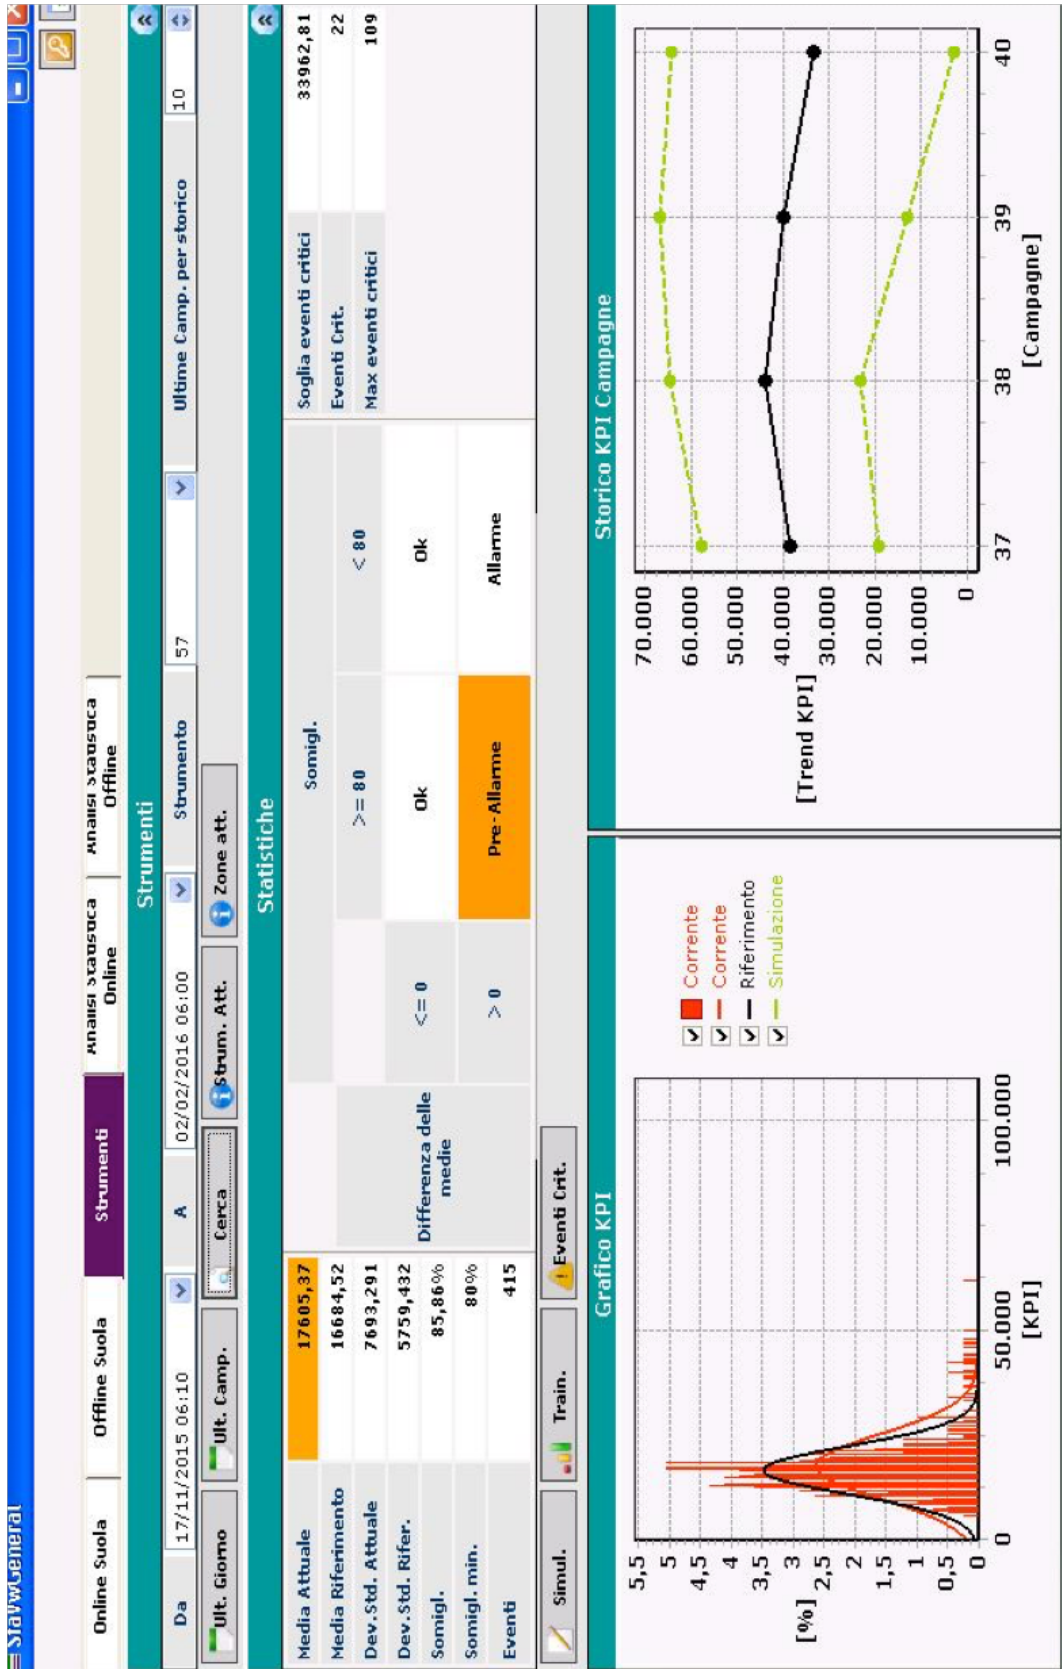 StaVwGeneral
Online Suola
Offline Suola
Strumenti
Analisi Statistica
Online
Analisi Statistica
Offline
Strumenti
Da
17/11/2015 06:10
A
02/02/2016 06:00
Strumento
57
Ultime Camp. per storico
10
Ult. Giorno
Ult. Camp.
Cerca
Strum. Att.
Zone att.
Statistiche
Media Attuale 17605,37
Media Riferimento 16684,52
Dev.Std. Attuale 7693,291
Dev.Std. Rifer. 5759,432
Somigl. 85,86%
Somigl. min. 80%
Eventi 415
Somigl.
>= 80 < 80
Differenza delle
medie
<= 0 Ok Ok
> 0 Pre-Allarme Allarme
Soglia eventi critici 33962,81
Eventi Crit. 22
Max eventi critici 109
Simul.
Train.
Eventi Crit.
Grafico KPI
[%]
5,5
5
4,5
4
3,5
3
2,5
2
1,5
1
0,5
0
0 50.000 100.000
[KPI]
Corrente
Corrente
Riferimento
Simulazione
Storico KPI Campagne
[Trend KPI]
70.000
60.000
50.000
40.000
30.000
20.000
10.000
0
37 38 39 40
[Campagne]